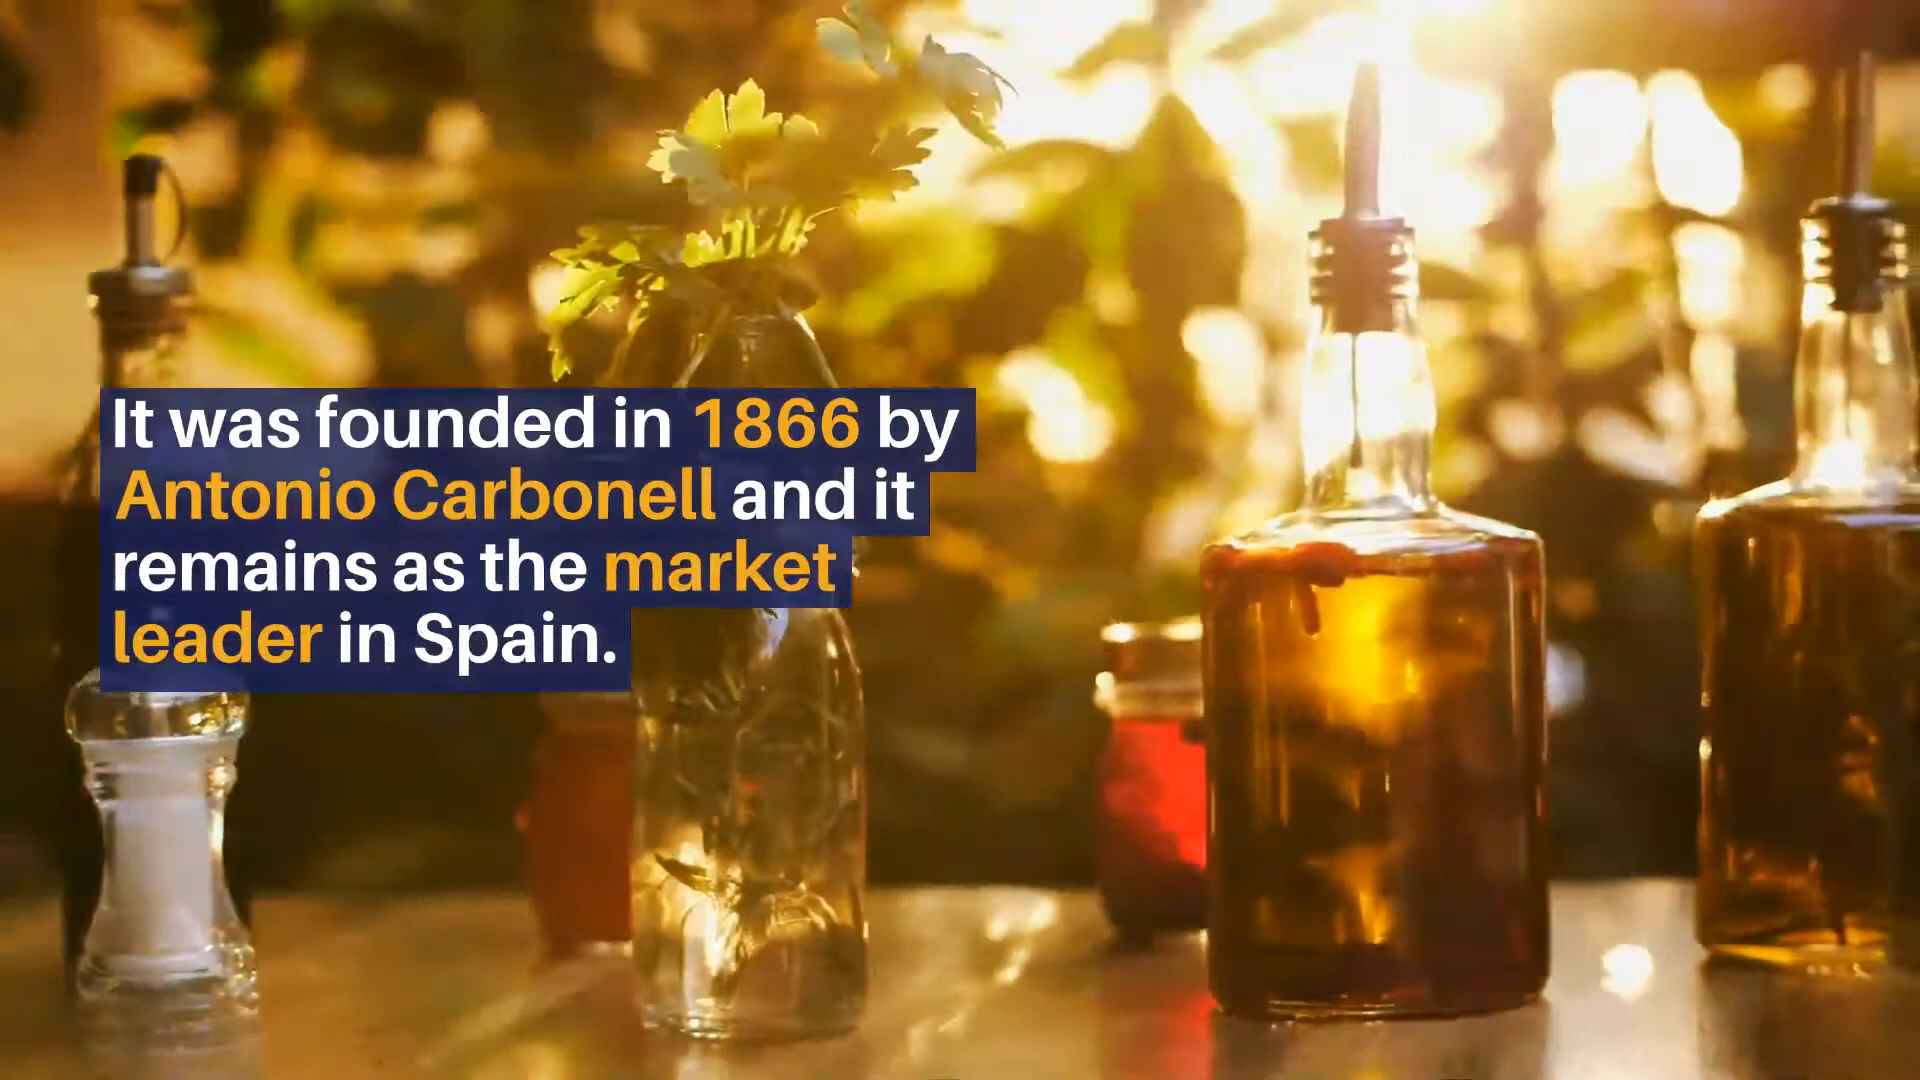 It was founded in 1866 by
Antonio Carbonell and it
remains as the market
leader in Spain.